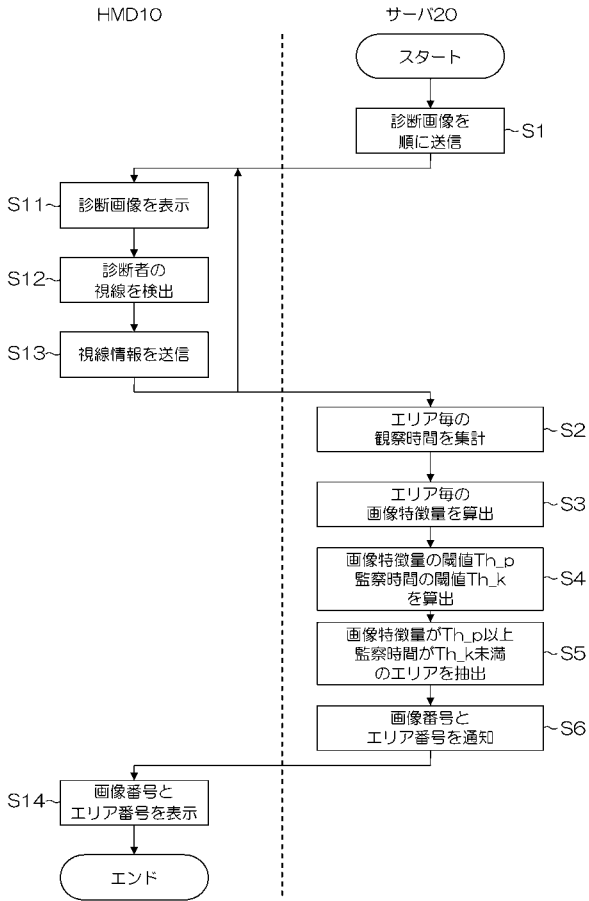 HMD10
サーバ20
スタート
診断画像を
順に送信
S1
S11
診断画像を表示
S12
診断者の
視線を検出
S13
視線情報を送信
エリア毎の
観察時間を集計
S2
エリア毎の
画像特徴量を算出
S3
画像特徴量の閾値Th_p
監察時間の閾値Th_k
を算出
S4
画像特徴量がTh_p以上
監察時間がTh_k未満
のエリアを抽出
S5
画像番号と
エリア番号を通知
S6
S14
画像番号と
エリア番号を表示
エンド